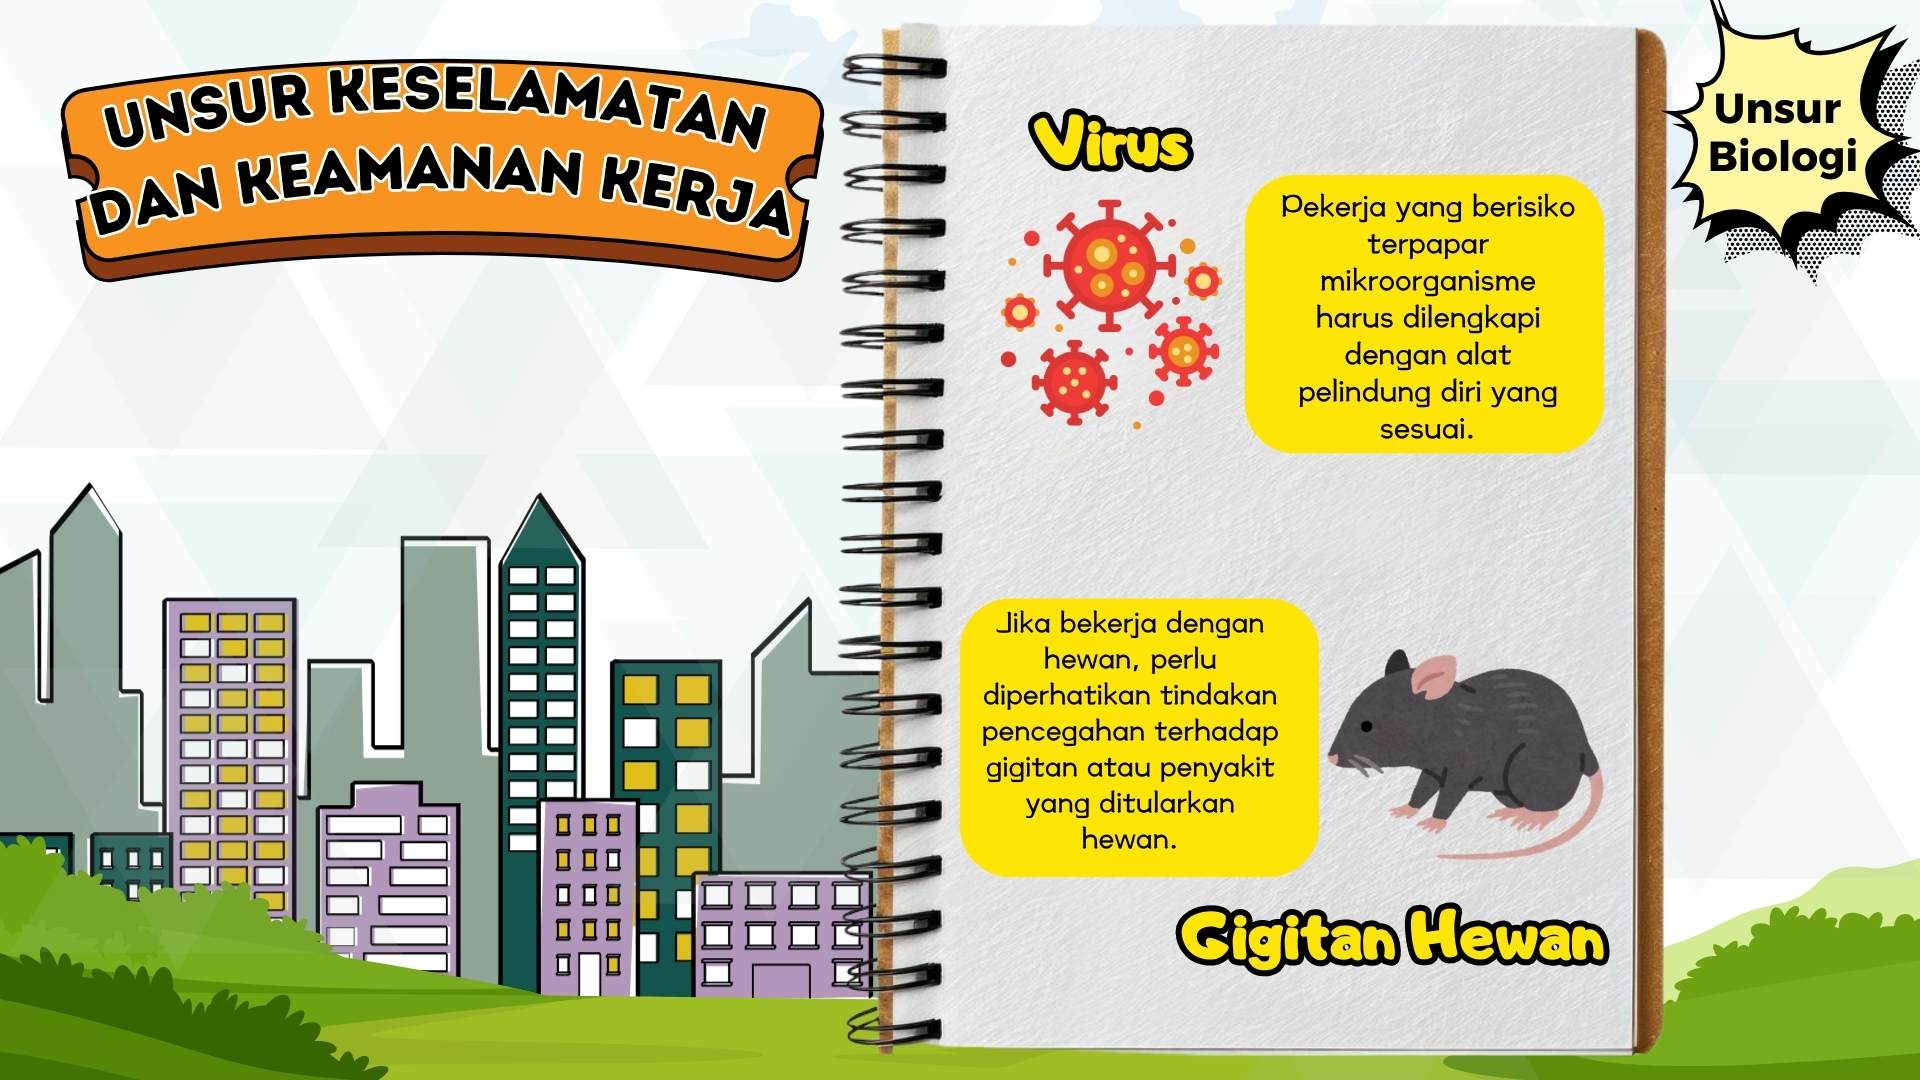 UNSUR KESELAMATAN
DAN KEAMANAN KERJA
Unsur
Biologi
Virus
Pekerja yang berisiko
terpapar
mikroorganisme
harus dilengkapi
dengan alat
pelindung diri yang
sesuai.
Jika bekerja dengan
hewan, perlu
diperhatikan tindakan
pencegahan terhadap
gigitan atau penyakit
yang ditularkan
hewan.
Gigitan Hewan